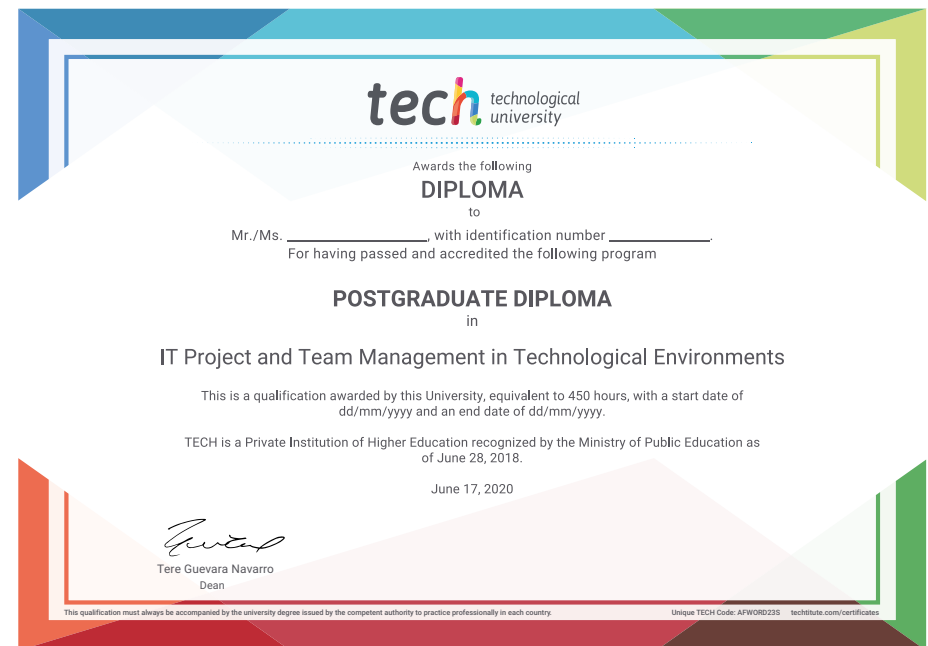 tech technological
university
Awards the following
DIPLOMA
to
Mr./Ms. ____________________, with identification number ______________.
For having passed and accredited the following program
POSTGRADUATE DIPLOMA
in
IT Project and Team Management in Technological Environments
This is a qualification awarded by this University, equivalent to 450 hours, with a start date of
dd/mm/yyyy and an end date of dd/mm/yyyy.
TECH is a Private Institution of Higher Education recognized by the Ministry of Public Education as
of June 28, 2018.
June 17, 2020
Tere Guevara Navarro
Dean
This qualification must always be accompanied by the university degree issued by the competent authority to practice professionally in each country. Unique TECH Code: AFWORD23S techtitute.com/certificates